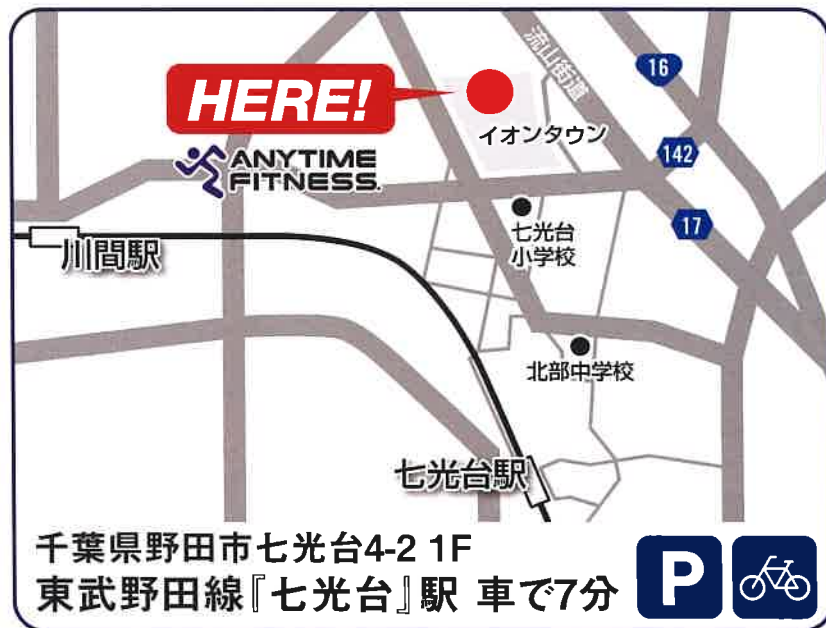 流山街道
16
HERE!
イオンタウン
142
ANYTIME
FITNESS.
七光台
小学校
17
川間駅
北部中学校
七光台駅
千葉県野田市七光台4-2 1F
東武野田線『七光台』駅 車で7分
P